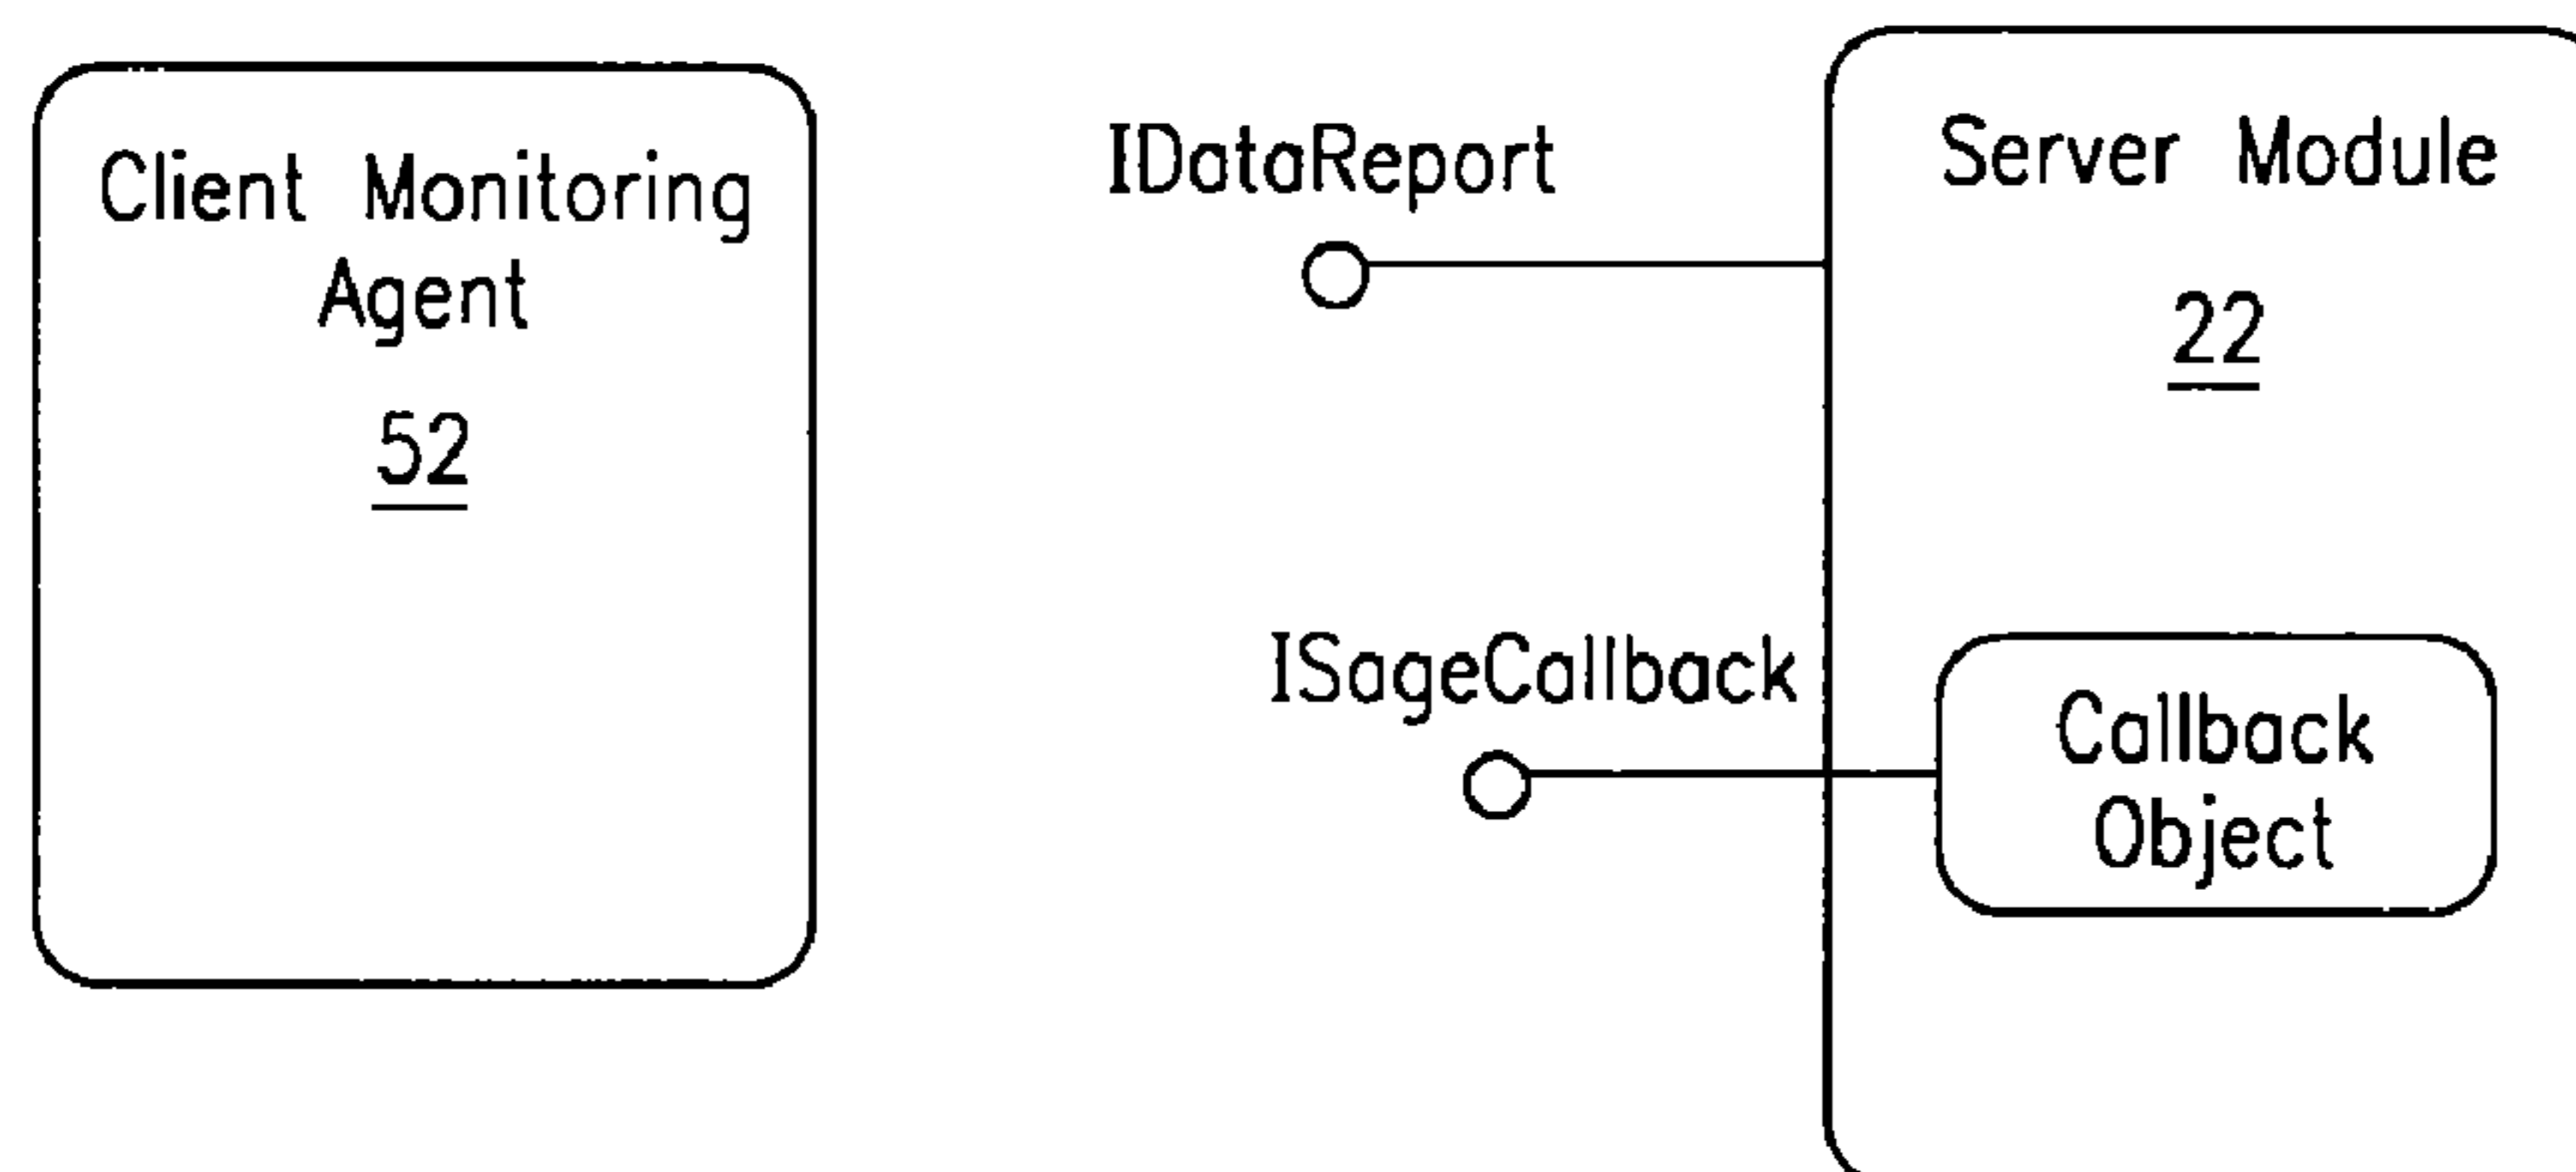 Client Monitoring
Agent
52
IDataReport
ISageCallback
Server Module
22
Callback
Object